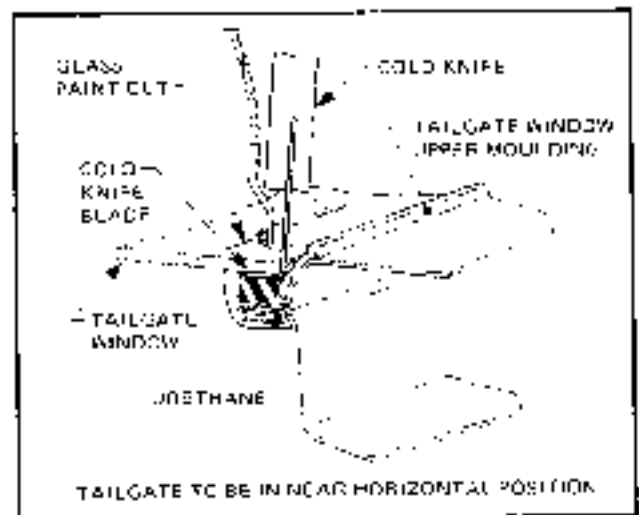 GLASS
PAINT OUT
COLD KNIFE
TAILGATE WINDOW
UPPER MOULDING
COLD
KNIFE
BLADE
TAILGATE
WINDOW
URETHANE
TAILGATE TO BE IN NEAR HORIZONTAL POSITION